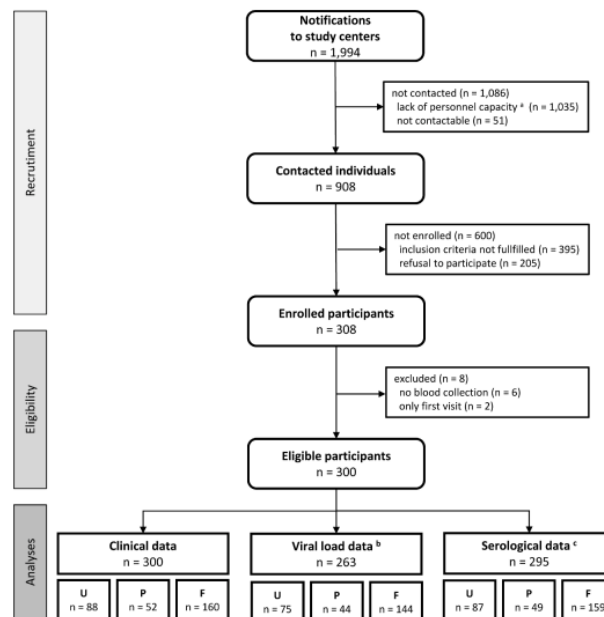 Notifications
to study centers
n = 1,994
not contacted (n = 1,086)
lack of personnel capacity ᵃ (n = 1,035)
not contactable (n = 51)
Recrutiment
Contacted individuals
n = 908
not enrolled (n = 600)
inclusion criteria not fullfilled (n = 395)
refusal to participate (n = 205)
Enrolled participants
n = 308
Eligibility
excluded (n = 8)
no blood collection (n = 6)
only first visit (n = 2)
Eligible participants
n = 300
Analyses
Clinical data
n = 300
Viral load data ᵇ
n = 263
Serological data ᶜ
n = 295
U
n = 88
P
n = 52
F
n = 160
U
n = 75
P
n = 44
F
n = 144
U
n = 87
P
n = 49
F
n = 159